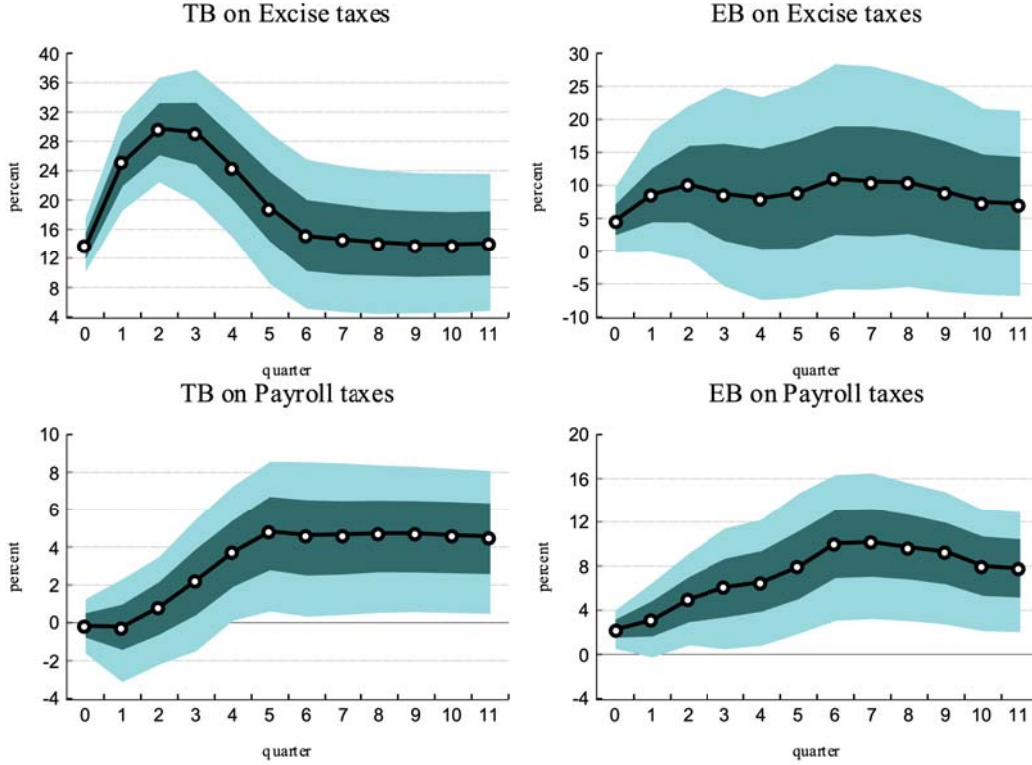 TB on Excise taxes
percent
40
36
32
28
24
20
16
12
8
4
0 1 2 3 4 5 6 7 8 9 10 11
quarter
EB on Excise taxes
percent
30
25
20
15
10
5
0
-5
-10
0 1 2 3 4 5 6 7 8 9 10 11
quarter
TB on Payroll taxes
percent
10
8
6
4
2
0
-2
-4
0 1 2 3 4 5 6 7 8 9 10 11
quarter
EB on Payroll taxes
percent
20
16
12
8
4
0
-4
0 1 2 3 4 5 6 7 8 9 10 11
quarter